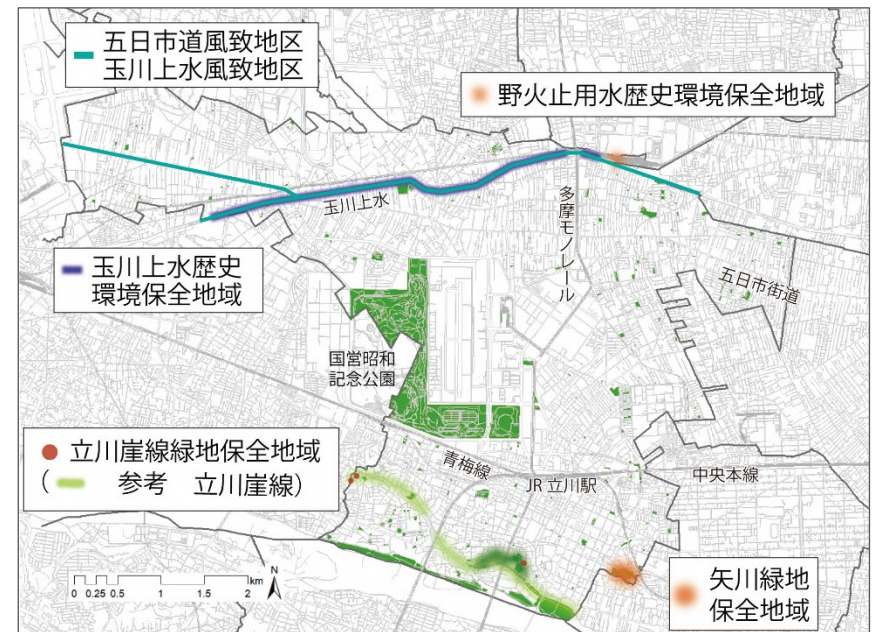 五日市道風致地区
玉川上水風致地区
野火止用水歴史環境保全地域
玉川上水
多摩モノレール
玉川上水歴史
環境保全地域
五日市街道
国営昭和
記念公園
立川崖線緑地保全地域
( 参考 立川崖線)
青梅線
JR 立川駅
中央本線
矢川緑地
保全地域
0 0.25 0.5 1 1.5 2 km
N